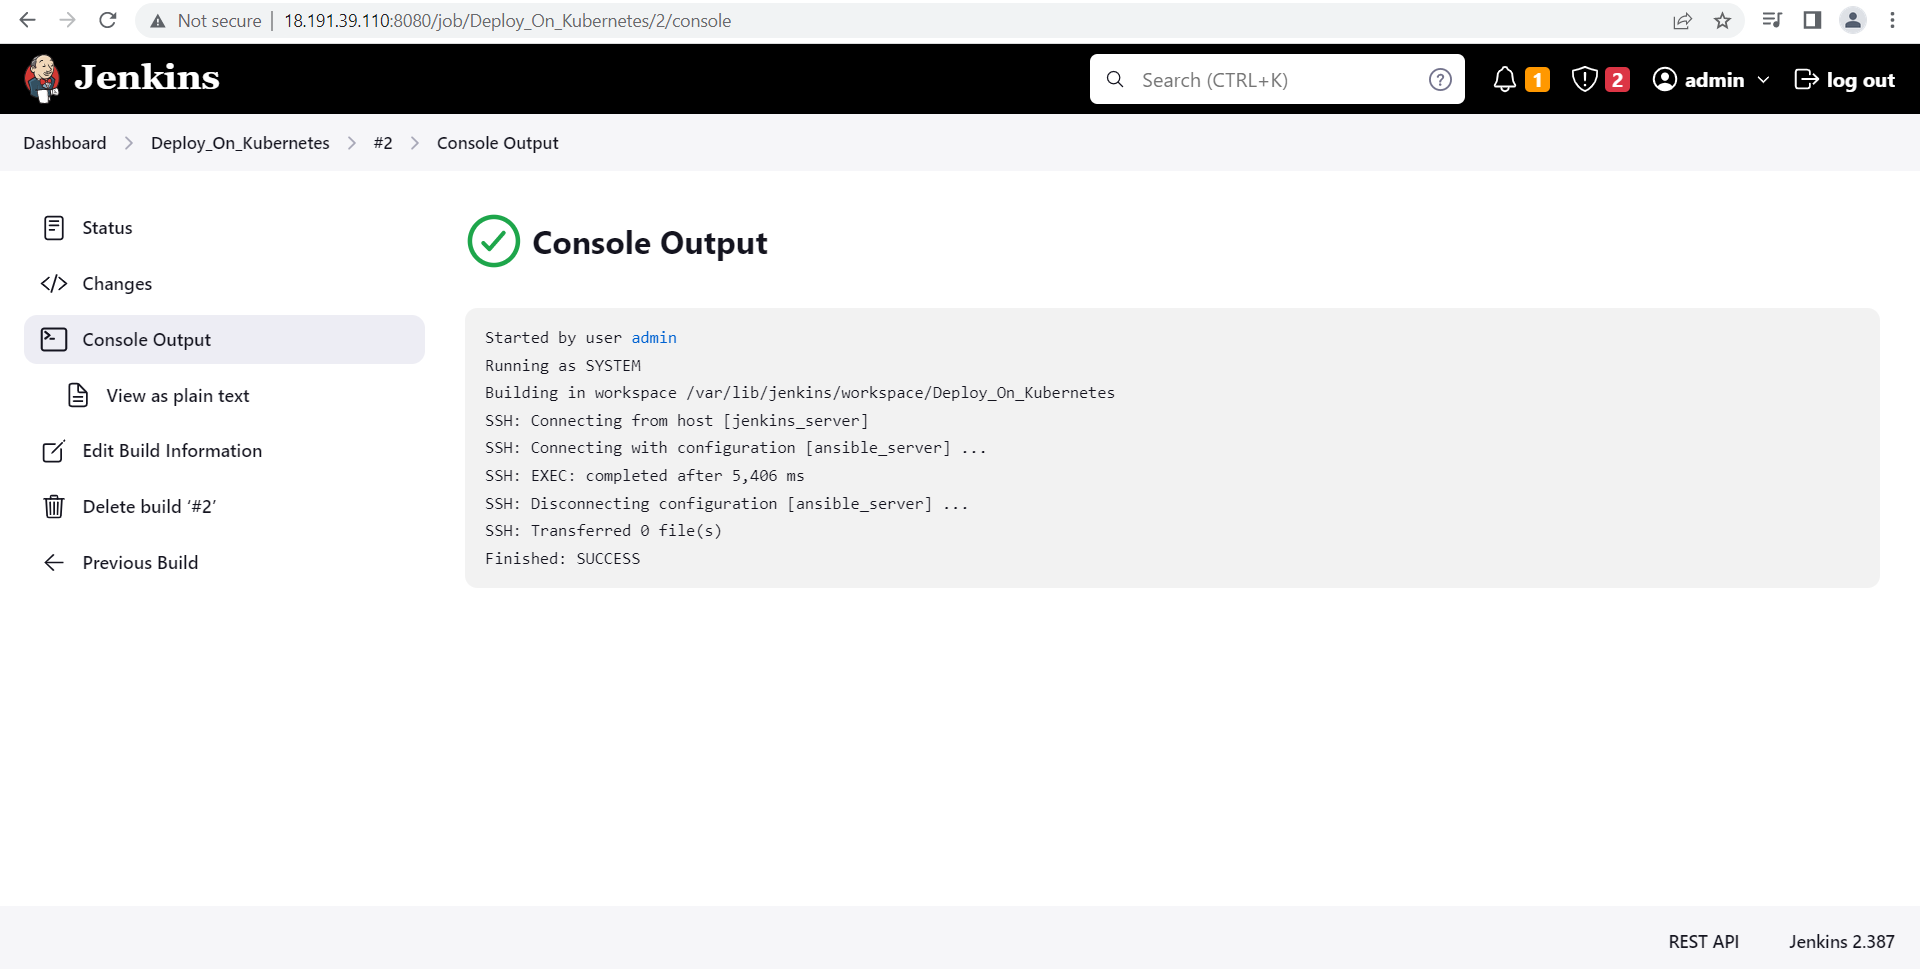 Not secure | 18.191.39.110:8080/job/Deploy_On_Kubernetes/2/console
Jenkins
Search (CTRL+K)
?
1
2
admin
log out
Dashboard
Deploy_On_Kubernetes
#2
Console Output
Status
Changes
Console Output
View as plain text
Edit Build Information
Delete build ‘#2’
Previous Build
Console Output
Started by user admin
Running as SYSTEM
Building in workspace /var/lib/jenkins/workspace/Deploy_On_Kubernetes
SSH: Connecting from host [jenkins_server]
SSH: Connecting with configuration [ansible_server] ...
SSH: EXEC: completed after 5,406 ms
SSH: Disconnecting configuration [ansible_server] ...
SSH: Transferred 0 file(s)
Finished: SUCCESS
REST API
Jenkins 2.387